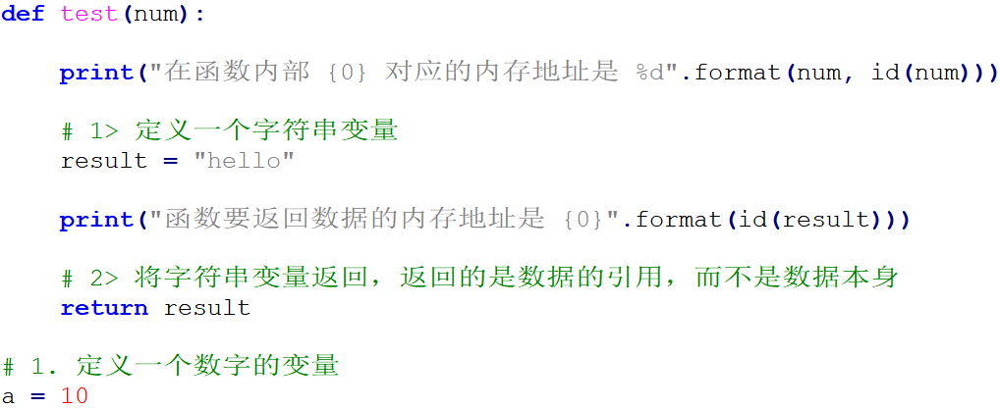 def test(num):
print("在函数内部 {0} 对应的内存地址是 %d".format(num, id(num)))
# 1> 定义一个字符串变量
result = "hello"
print("函数要返回数据的内存地址是 {0}".format(id(result)))
# 2> 将字符串变量返回，返回的是数据的引用，而不是数据本身
return result
# 1. 定义一个数字的变量
a = 10